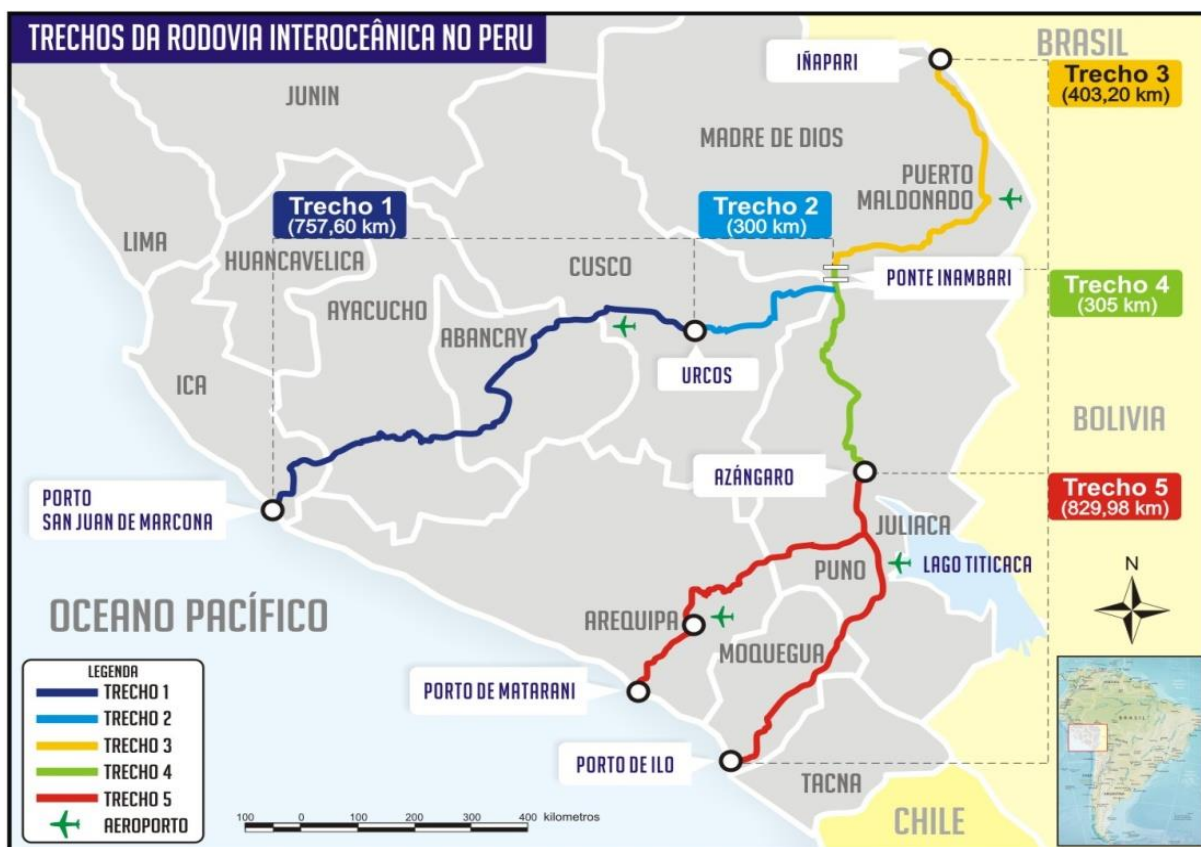 TRECHOS DA RODOVIA INTEROCEÂNICA NO PERU
BRASIL
IÑAPARI
Trecho 3
(403,20 km)
JUNIN
MADRE DE DIOS
PUERTO
MALDONADO
Trecho 1
(757,60 km)
Trecho 2
(300 km)
LIMA
HUANCAVELICA
CUSCO
PONTE INAMBARI
Trecho 4
(305 km)
AYACUCHO
ABANCAY
ICA
URCOS
BOLIVIA
AZÁNGARO
Trecho 5
(829,98 km)
PORTO
SAN JUAN DE MARCONA
JULIACA
PUNO
LAGO TITICACA
N
OCEANO PACÍFICO
AREQUIPA
MOQUEGUA
PORTO DE MATARANI
PORTO DE ILO
TACNA
CHILE
LEGENDA
TRECHO 1
TRECHO 2
TRECHO 3
TRECHO 4
TRECHO 5
AEROPORTO
100 0 100 200 300 400 kilometros
BRASIL